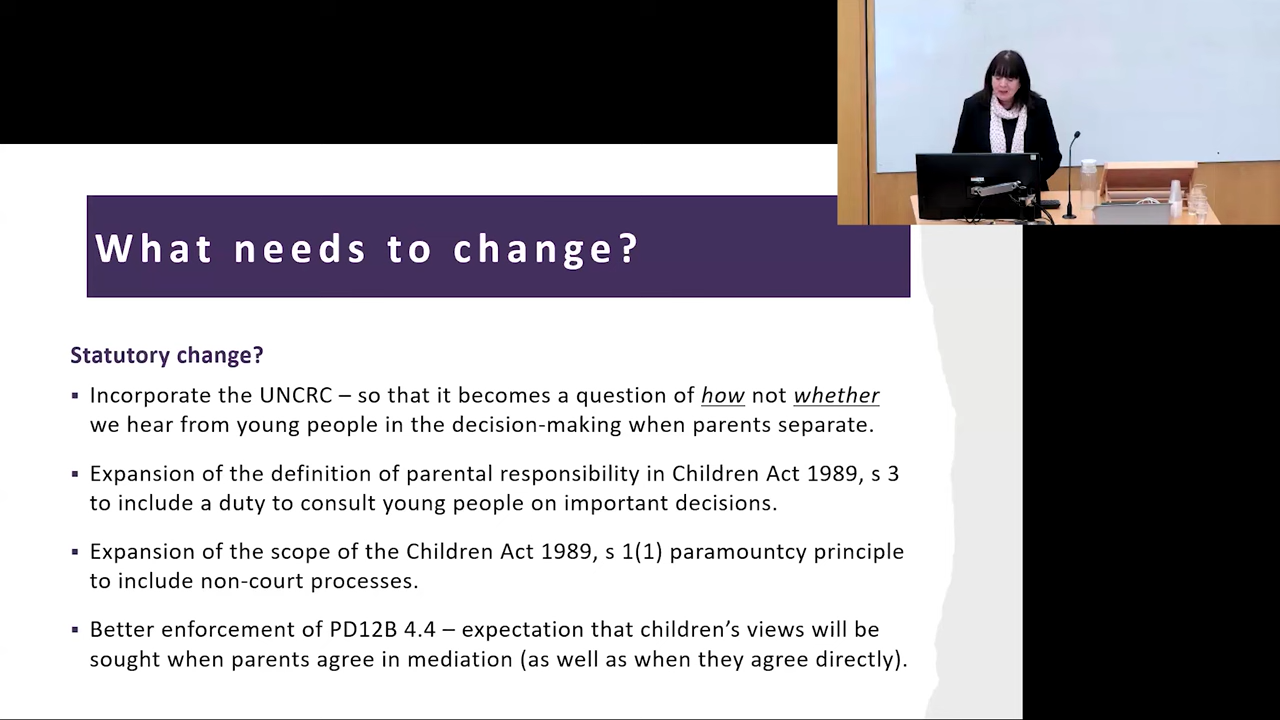 What needs to change?
Statutory change?
▪ Incorporate the UNCRC – so that it becomes a question of how not whether
we hear from young people in the decision-making when parents separate.
▪ Expansion of the definition of parental responsibility in Children Act 1989, s 3
to include a duty to consult young people on important decisions.
▪ Expansion of the scope of the Children Act 1989, s 1(1) paramountcy principle
to include non-court processes.
▪ Better enforcement of PD12B 4.4 – expectation that children’s views will be
sought when parents agree in mediation (as well as when they agree directly).